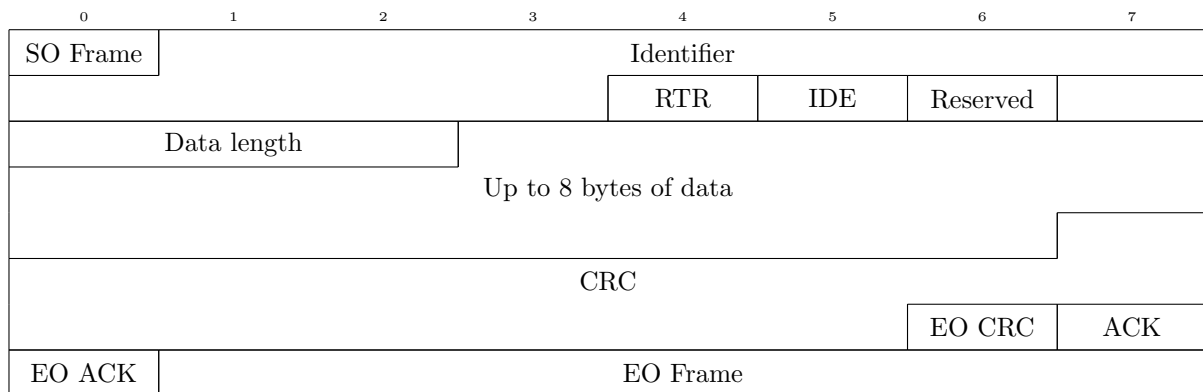 0 1 2 3 4 5 6 7
SO Frame Identifier
RTR IDE Reserved
Data length
Up to 8 bytes of data
CRC
EO CRC ACK
EO ACK EO Frame